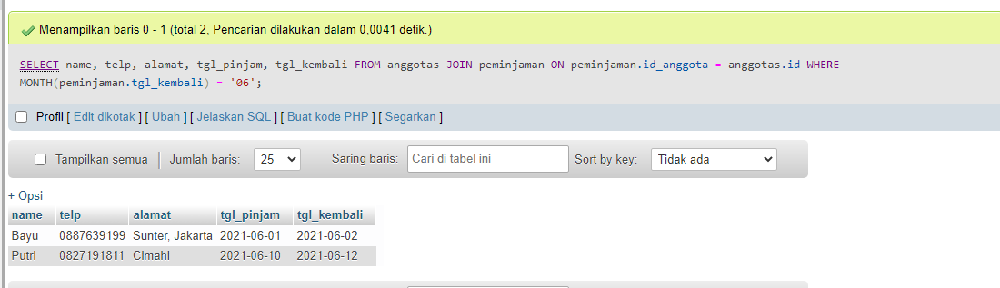 Menampilkan baris 0 - 1 (total 2, Pencarian dilakukan dalam 0,0041 detik.)
SELECT name, telp, alamat, tgl_pinjam, tgl_kembali FROM anggotas JOIN peminjaman ON peminjaman.id_anggota = anggotas.id WHERE
MONTH(peminjaman.tgl_kembali) = '06';
Profil [ Edit dikotak ] [ Ubah ] [ Jelaskan SQL ] [ Buat kode PHP ] [ Segarkan ]
Tampilkan semua Jumlah baris: 25 Saring baris: Cari di tabel ini Sort by key: Tidak ada
+ Opsi
name telp alamat tgl_pinjam tgl_kembali
Bayu 0887639199 Sunter, Jakarta 2021-06-01 2021-06-02
Putri 0827191811 Cimahi 2021-06-10 2021-06-12